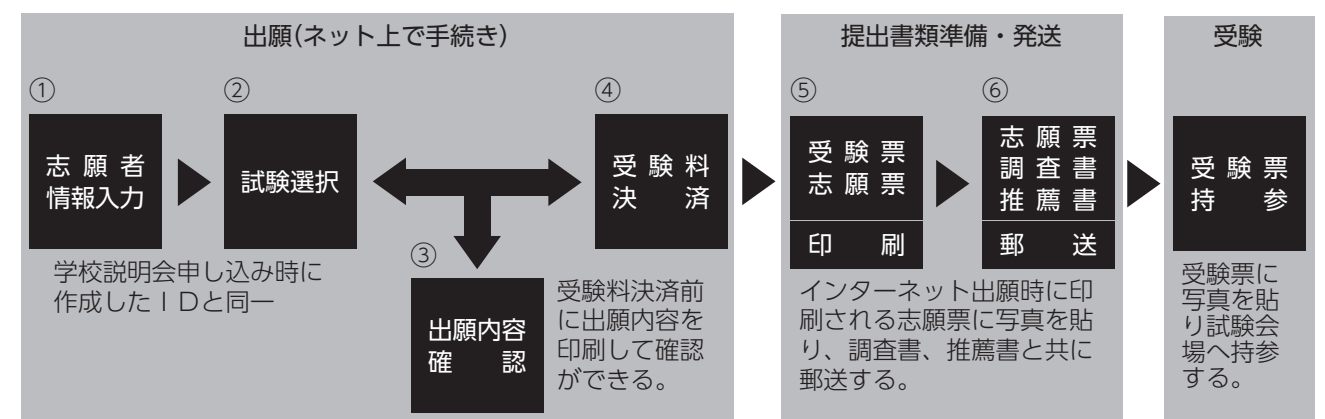 出願(ネット上で手続き)
①
志願者
情報入力
②
試験選択
学校説明会申し込み時に
作成したＩＤと同一
③
出願内容
確認
④
受験料
決済
受験料決済前
に出願内容を
印刷して確認
ができる。
提出書類準備・発送
⑤
受験票
志願票
印刷
⑥
志願票
調査書
推薦書
郵送
インターネット出願時に印
刷される志願票に写真を貼
り、調査書、推薦書と共に
郵送する。
受験
受験票
持参
受験票に
写真を貼
り試験会
場へ持参
する。